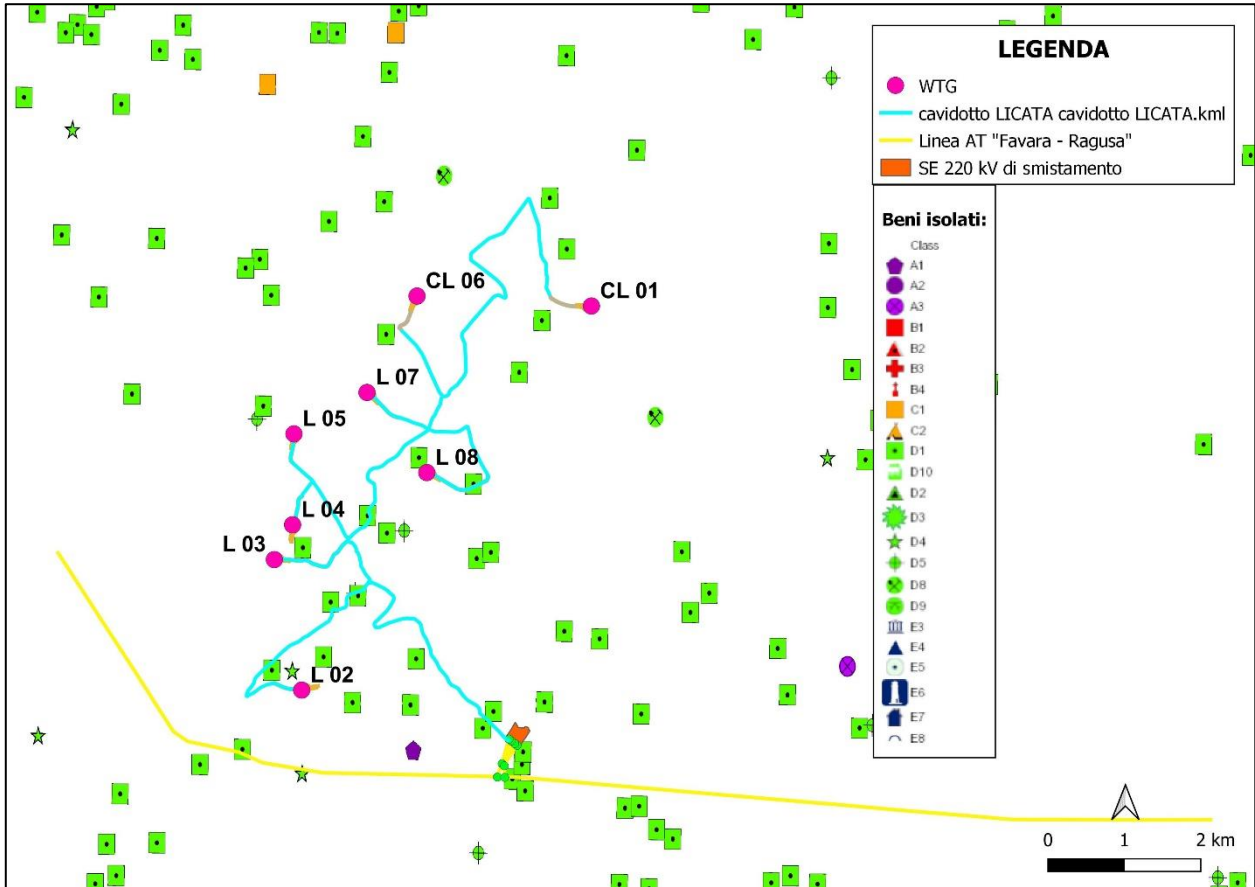 LEGENDA
WTG
cavidotto LICATA cavidotto LICATA.kml
Linea AT "Favara - Ragusa"
SE 220 kV di smistamento
Beni isolati:
Class
A1
A2
A3
B1
B2
B3
B4
C1
C2
D1
D10
D2
D3
D4
D5
D8
D9
E3
E4
E5
E6
E7
E8
CL 06
CL 01
L 07
L 05
L 08
L 04
L 03
L 02
0 1 2 km